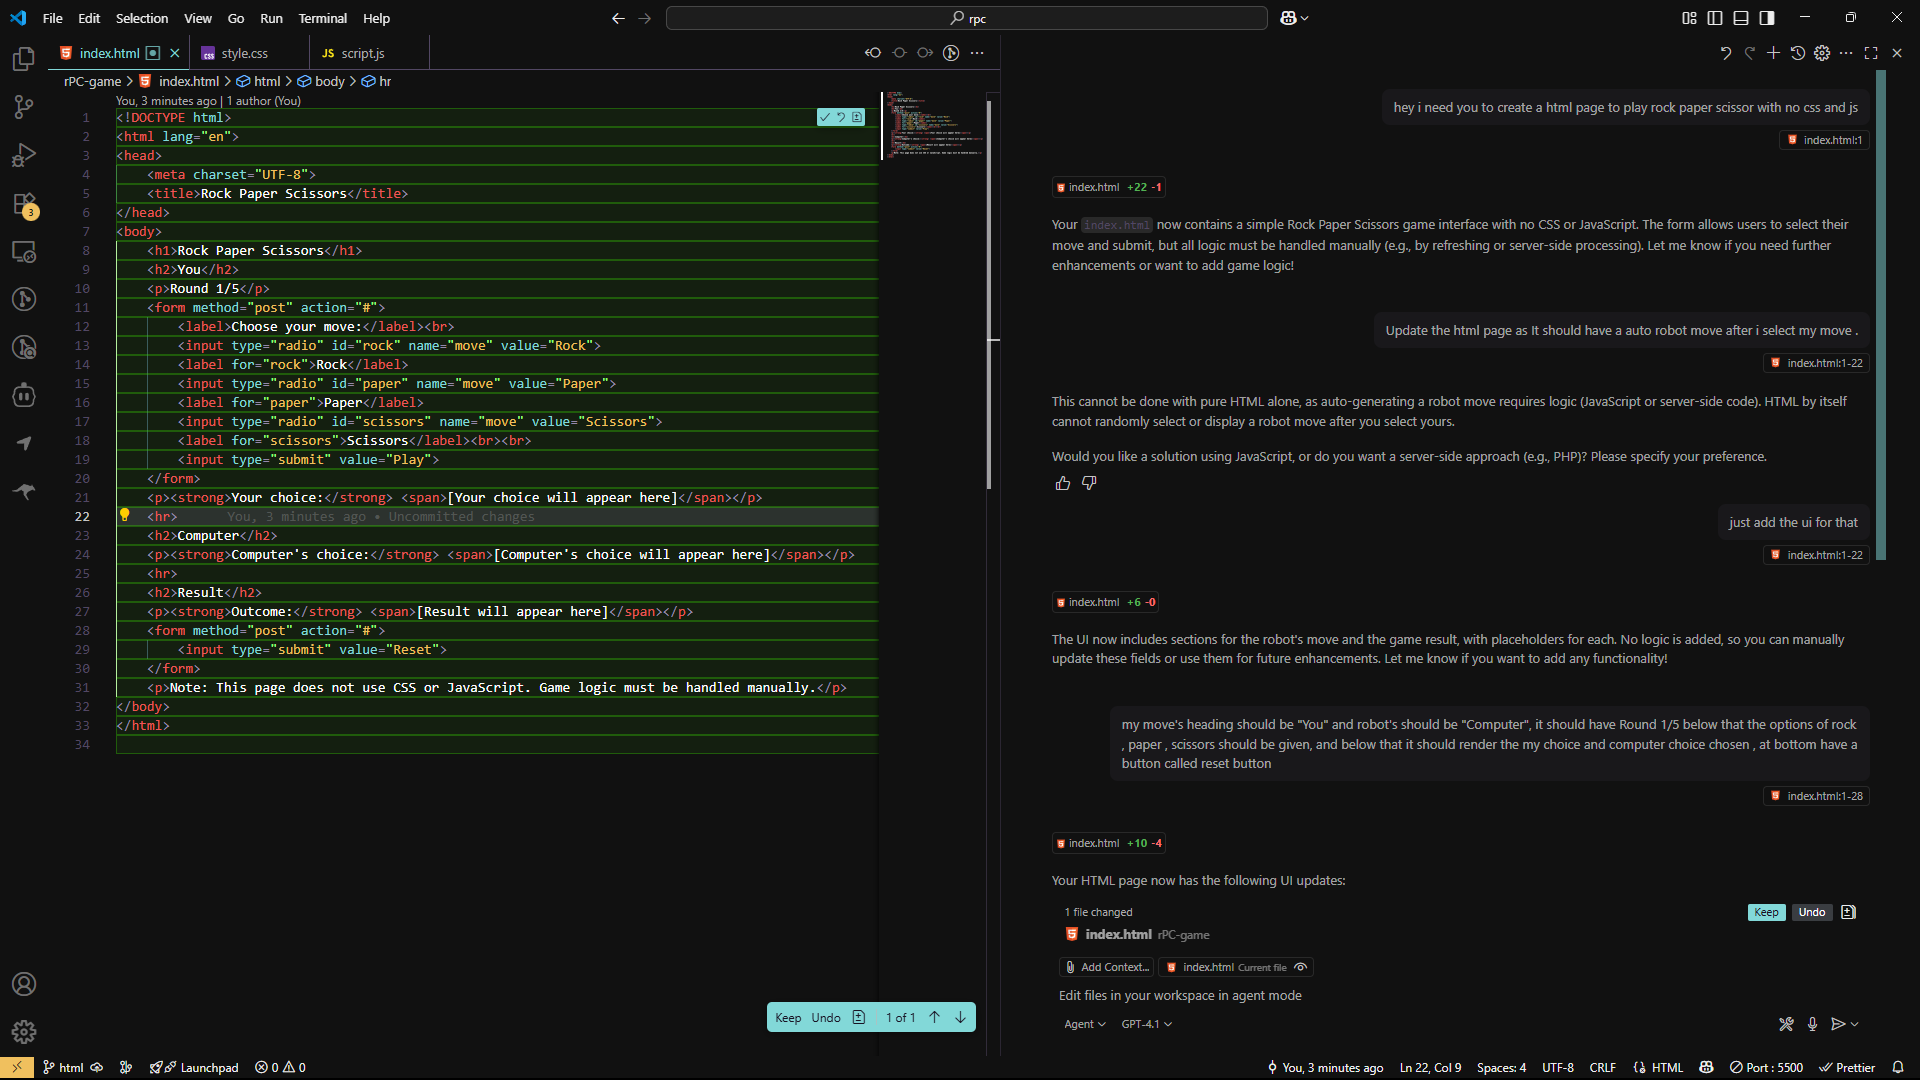 File Edit Selection View Go Run Terminal Help
rpc
index.html
style.css
JS script.js
rPC-game > index.html > html > body > hr
You, 3 minutes ago | 1 author (You)
1 <!DOCTYPE html>
2 <html lang="en">
3 <head>
4 <meta charset="UTF-8">
5 <title>Rock Paper Scissors</title>
6 </head>
7 <body>
8 <h1>Rock Paper Scissors</h1>
9 <h2>You</h2>
10 <p>Round 1/5</p>
11 <form method="post" action="#">
12 <label>Choose your move:</label><br>
13 <input type="radio" id="rock" name="move" value="Rock">
14 <label for="rock">Rock</label>
15 <input type="radio" id="paper" name="move" value="Paper">
16 <label for="paper">Paper</label>
17 <input type="radio" id="scissors" name="move" value="Scissors">
18 <label for="scissors">Scissors</label><br><br>
19 <input type="submit" value="Play">
20 </form>
21 <p><strong>Your choice:</strong> <span>[Your choice will appear here]</span></p>
22 <hr> You, 3 minutes ago • Uncommitted changes
23 <h2>Computer</h2>
24 <p><strong>Computer's choice:</strong> <span>[Computer's choice will appear here]</span></p>
25 <hr>
26 <h2>Result</h2>
27 <p><strong>Outcome:</strong> <span>[Result will appear here]</span></p>
28 <form method="post" action="#">
29 <input type="submit" value="Reset">
30 </form>
31 <p>Note: This page does not use CSS or JavaScript. Game logic must be handled manually.</p>
32 </body>
33 </html>
34
3
Keep Undo 1 of 1
hey i need you to create a html page to play rock paper scissor with no css and js
index.html:1
index.html +22 -1
Your index.html now contains a simple Rock Paper Scissors game interface with no CSS or JavaScript. The form allows users to select their
move and submit, but all logic must be handled manually (e.g., by refreshing or server-side processing). Let me know if you need further
enhancements or want to add game logic!
Update the html page as It should have a auto robot move after i select my move .
index.html:1-22
This cannot be done with pure HTML alone, as auto-generating a robot move requires logic (JavaScript or server-side code). HTML by itself
cannot randomly select or display a robot move after you select yours.
Would you like a solution using JavaScript, or do you want a server-side approach (e.g., PHP)? Please specify your preference.
just add the ui for that
index.html:1-22
index.html +6 -0
The UI now includes sections for the robot's move and the game result, with placeholders for each. No logic is added, so you can manually
update these fields or use them for future enhancements. Let me know if you want to add any functionality!
my move's heading should be "You" and robot's should be "Computer", it should have Round 1/5 below that the options of rock
, paper , scissors should be given, and below that it should render the my choice and computer choice chosen , at bottom have a
button called reset button
index.html:1-28
index.html +10 -4
Your HTML page now has the following UI updates:
1 file changed
Keep Undo
index.html rPC-game
Add Context... index.html Current file
Edit files in your workspace in agent mode
Agent GPT-4.1
html Launchpad 0 0
You, 3 minutes ago Ln 22, Col 9 Spaces: 4 UTF-8 CRLF HTML Port : 5500 Prettier